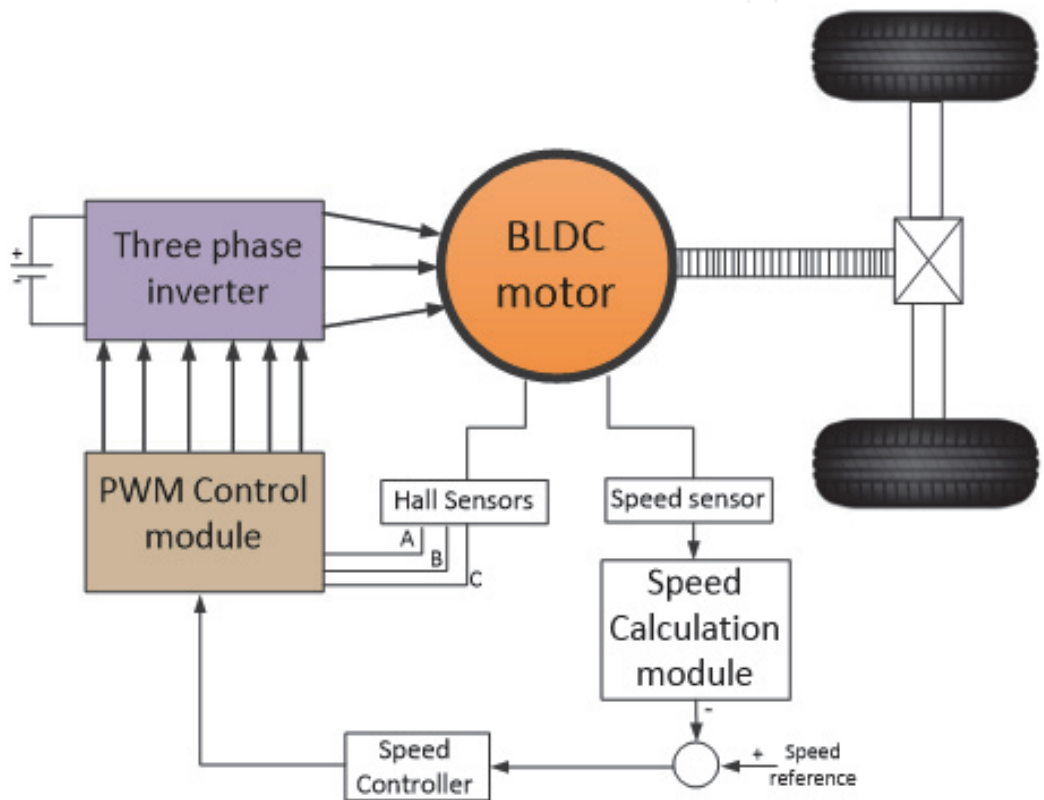 BLDC
motor
Three phase
inverter
+
-
PWM Control
module
Hall Sensors
A
B
C
Speed sensor
Speed
Calculation
module
-
Speed
Controller
+
Speed
reference